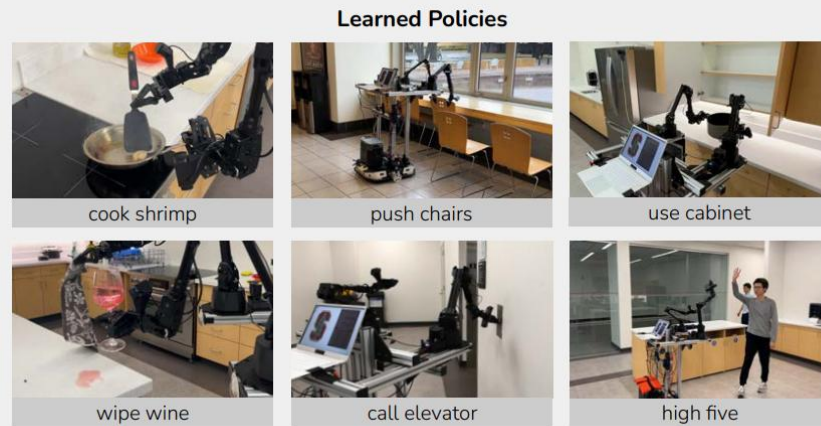 Learned Policies
cook shrimp
push chairs
use cabinet
wipe wine
call elevator
high five